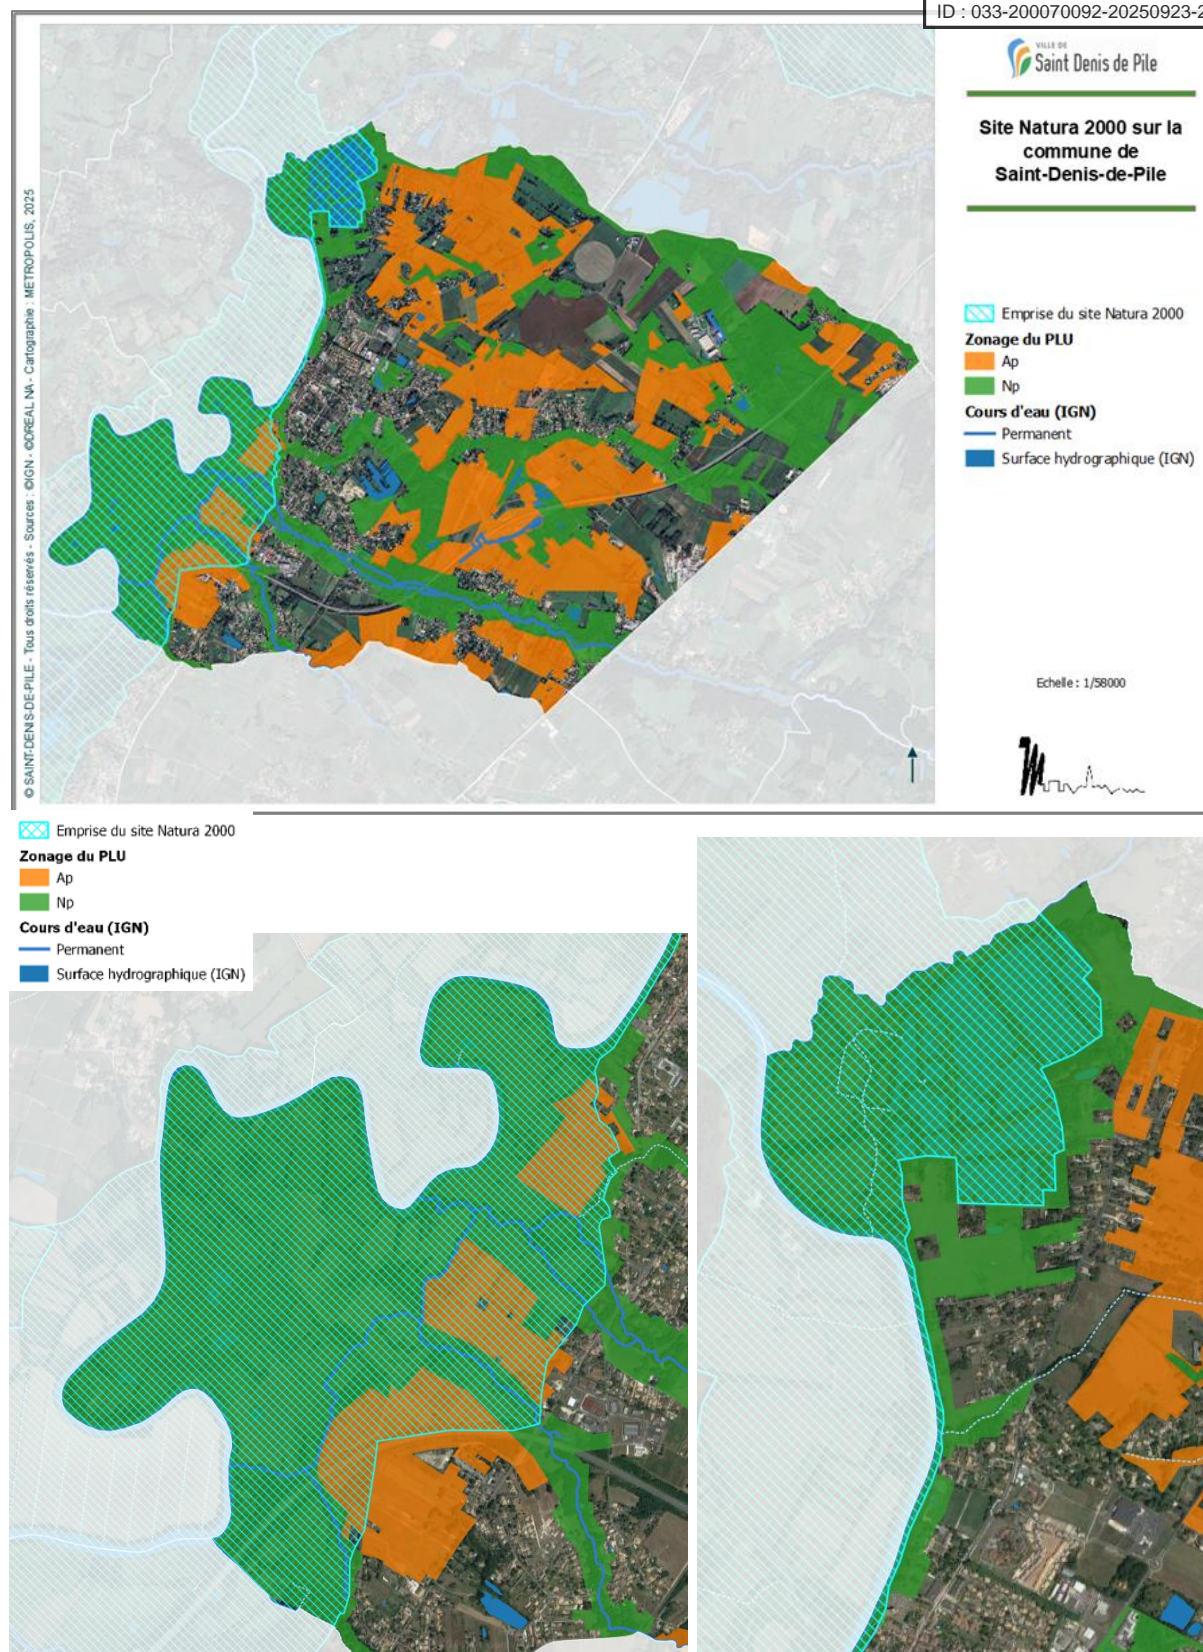 ID : 033-200070092-20250923-2
VILLE DE
Saint Denis de Pile
Site Natura 2000 sur la
commune de
Saint-Denis-de-Pile
Emprise du site Natura 2000
Zonage du PLU
Ap
Np
Cours d'eau (IGN)
Permanent
Surface hydrographique (IGN)
Echelle : 1/58000
© SAINT-DENIS-DE-PILE - Tous droits réservés - Sources : ©IGN - ©DREAL NA - Cartographie : METROPOLIS, 2025
Emprise du site Natura 2000
Zonage du PLU
Ap
Np
Cours d'eau (IGN)
Permanent
Surface hydrographique (IGN)